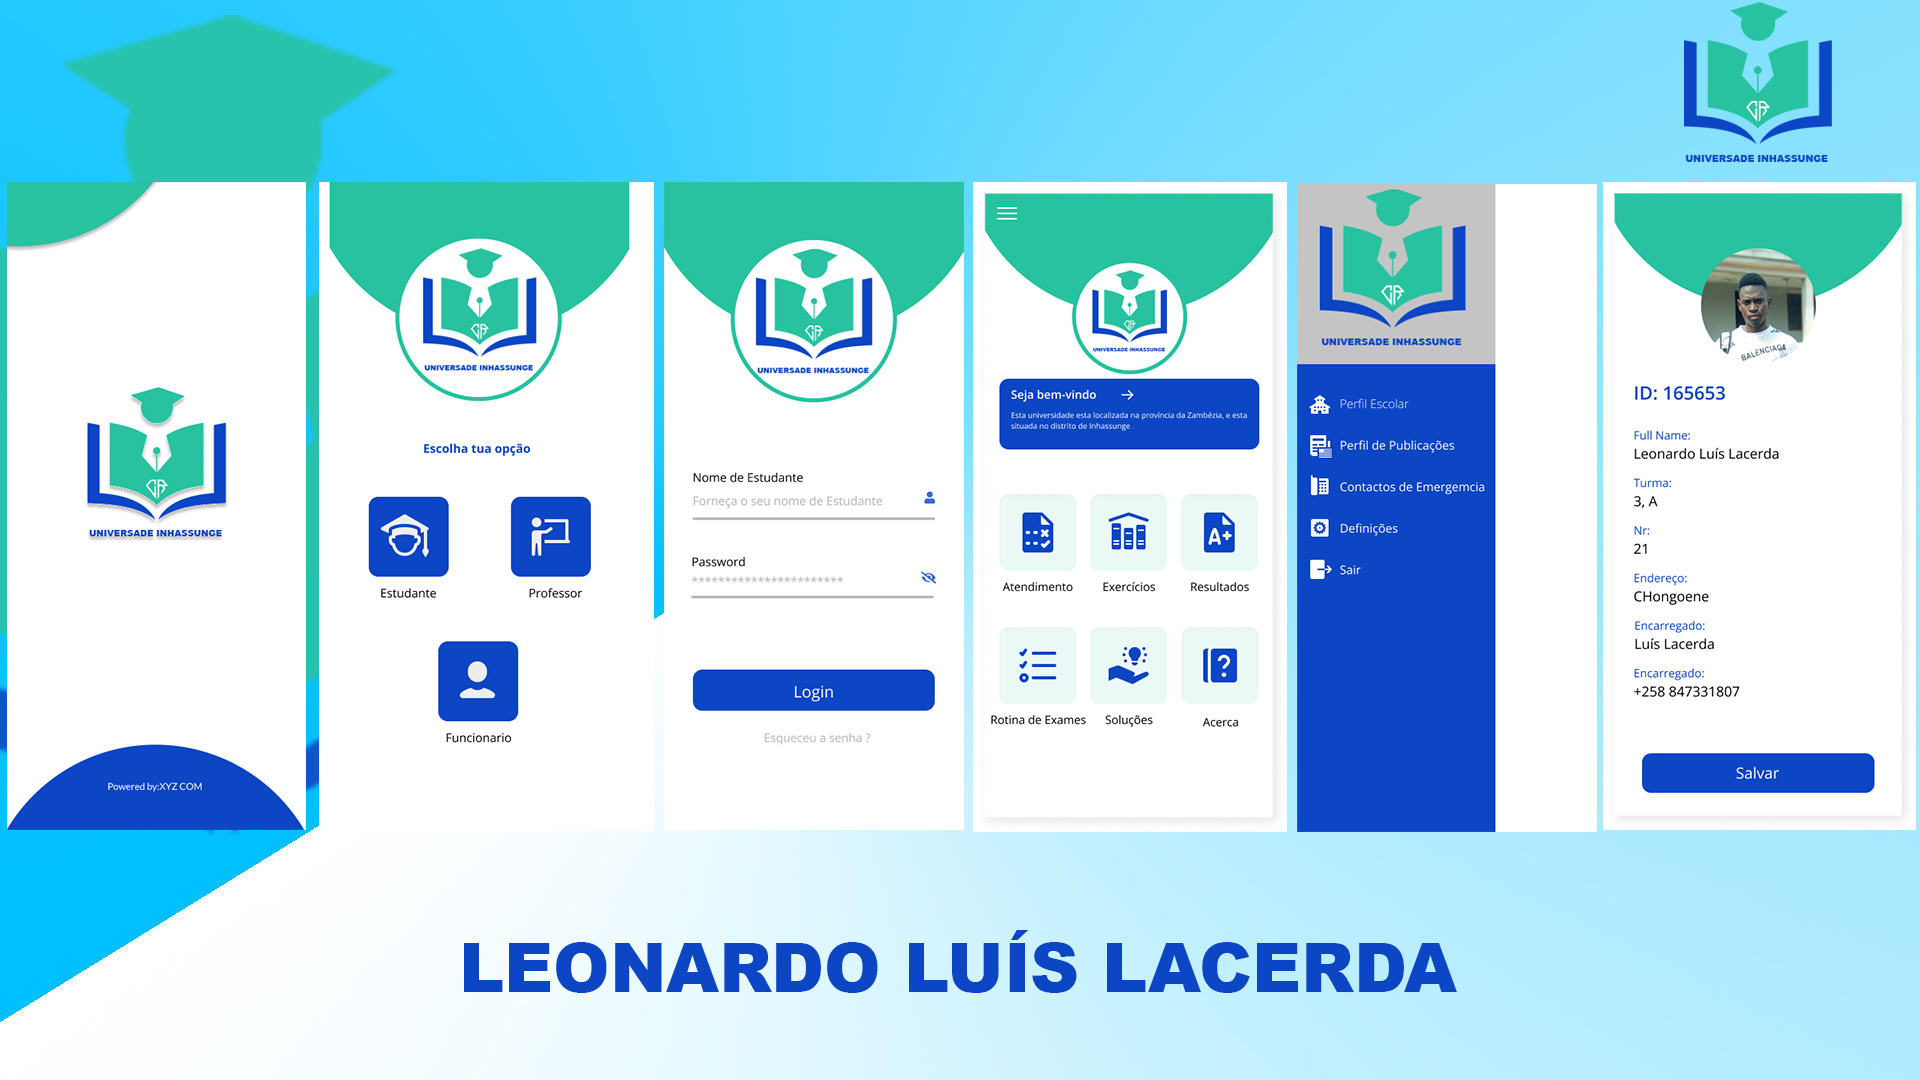 UNIVERSADE INHASSUNGE
UNIVERSADE INHASSUNGE
Powered by:XYZ COM
UNIVERSADE INHASSUNGE
Escolha tua opção
Estudante
Professor
Funcionario
UNIVERSADE INHASSUNGE
Nome de Estudante
Forneça o seu nome de Estudante
Password
***********************
Login
Esqueceu a senha ?
UNIVERSADE INHASSUNGE
Seja bem-vindo
Esta universidade esta localizada na província da Zambézia, e esta
situada no distrito de Inhassunge .
Atendimento
Exercícios
A+
Resultados
Rotina de Exames
Soluções
?
Acerca
UNIVERSADE INHASSUNGE
Perfil Escolar
Perfil de Publicações
Contactos de Emergemcia
Definições
Sair
BALENCIAGA
ID: 165653
Full Name:
Leonardo Luís Lacerda
Turma:
3, A
Nr:
21
Endereço:
CHongoene
Encarregado:
Luís Lacerda
Encarregado:
+258 847331807
Salvar
LEONARDO LUÍS LACERDA